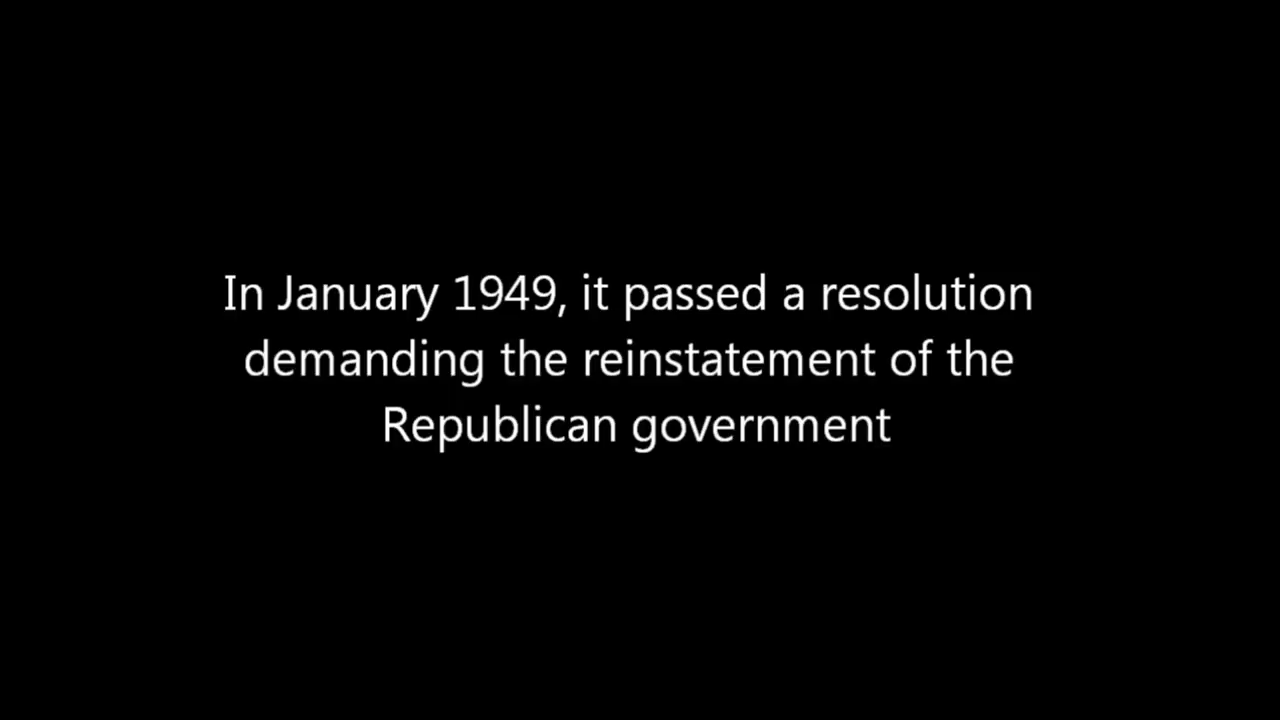 In January 1949, it passed a resolution
demanding the reinstatement of the
Republican government